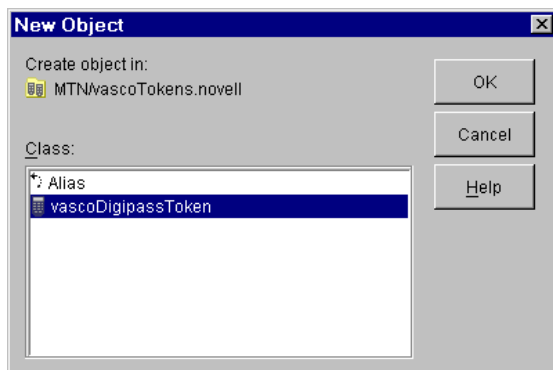 New Object
Create object in:
MTN/vascoTokens.novell
OK
Cancel
Class:
Help
Alias
vascoDigipassToken